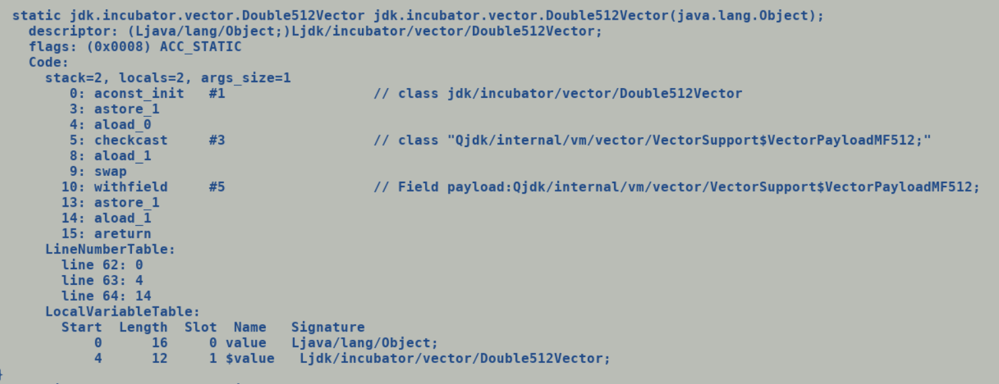 static jdk.incubator.vector.Double512Vector jdk.incubator.vector.Double512Vector(java.lang.Object);
descriptor: (Ljava/lang/Object;)Ljdk/incubator/vector/Double512Vector;
flags: (0x0008) ACC_STATIC
Code:
stack=2, locals=2, args_size=1
0: aconst_init #1 // class jdk/incubator/vector/Double512Vector
3: astore_1
4: aload_0
5: checkcast #3 // class "Qjdk/internal/vm/vector/VectorSupport$VectorPayloadMF512;"
8: aload_1
9: swap
10: withfield #5 // Field payload:Qjdk/internal/vm/vector/VectorSupport$VectorPayloadMF512;
13: astore_1
14: aload_1
15: areturn
LineNumberTable:
line 62: 0
line 63: 4
line 64: 14
LocalVariableTable:
Start Length Slot Name Signature
0 16 0 value Ljava/lang/Object;
4 12 1 $value Ljdk/incubator/vector/Double512Vector;
}